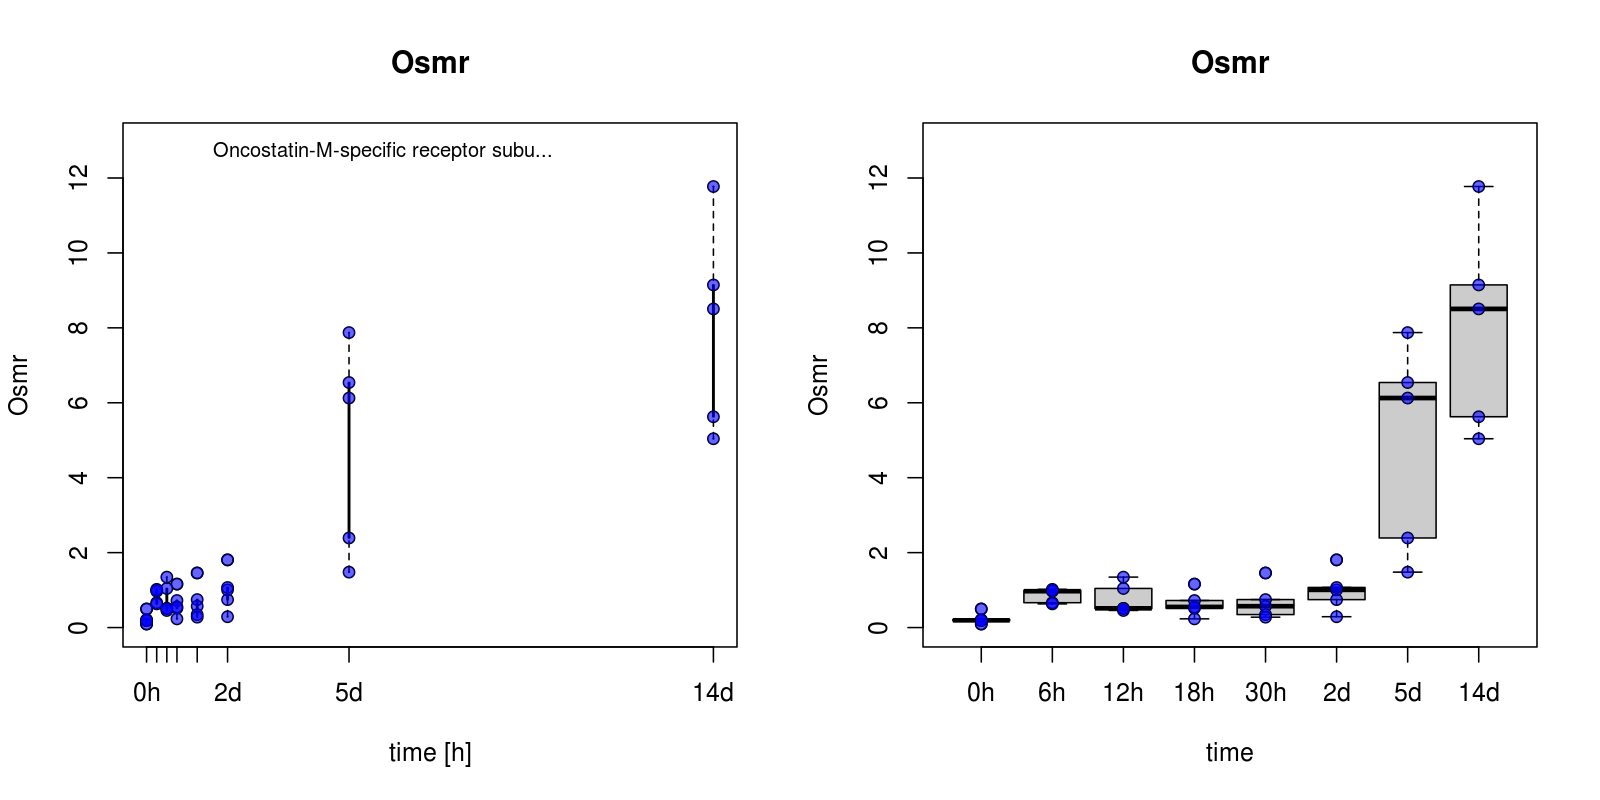 Osmr
Oncostatin-M-specific receptor subu...
12
10
8
6
4
2
0
Osmr
0h 2d 5d 14d
time [h]
Osmr
12
10
8
6
4
2
0
Osmr
0h 6h 12h 18h 30h 2d 5d 14d
time